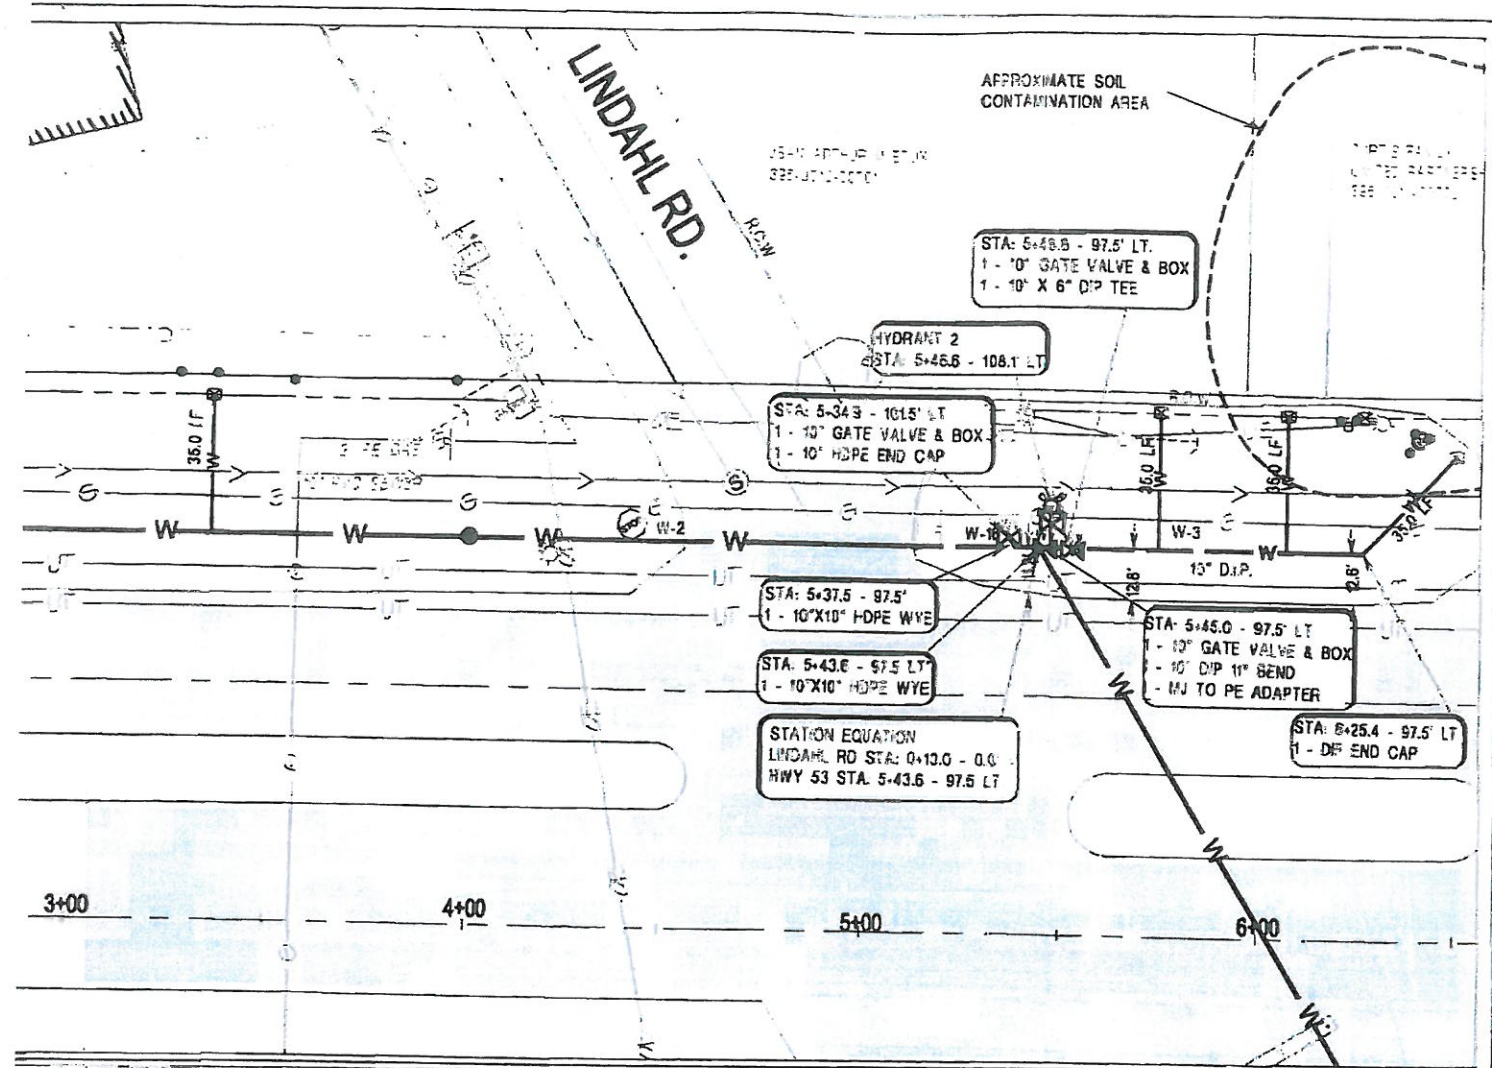 LINDAHL RD.
APPROXIMATE SOIL
CONTAMINATION AREA
R.O.W
STA: 5+48.8 - 97.5' LT.
1 - 10" GATE VALVE & BOX
1 - 10" X 6" DIP TEE
HYDRANT 2
STA: 5+46.6 - 108.1' LT
STA: 5+34.9 - 101.5' LT
1 - 10" GATE VALVE & BOX
1 - 10" HDPE END CAP
R.O.W
35.0 LF
35.0 LF
35.0 LF
35.0 LF
W
W
W
W-2
W
W-3
W
10" D.I.P.
12.8'
12.6'
STA: 5+37.5 - 97.5'
1 - 10"X10" HDPE WYE
STA: 5+43.6 - 97.5 LT
1 - 10"X10" HDPE WYE
STATION EQUATION
LINDAHL RD STA: 0+13.0 - 0.0'
HWY 53 STA: 5+43.6 - 97.5 LT
STA: 5+45.0 - 97.5' LT
1 - 10" GATE VALVE & BOX
1 - 10" DIP 11° BEND
1 - MJ TO PE ADAPTER
STA: 6+25.4 - 97.5' LT
1 - DIP END CAP
W
W
W
3+00
4+00
5+00
6+00